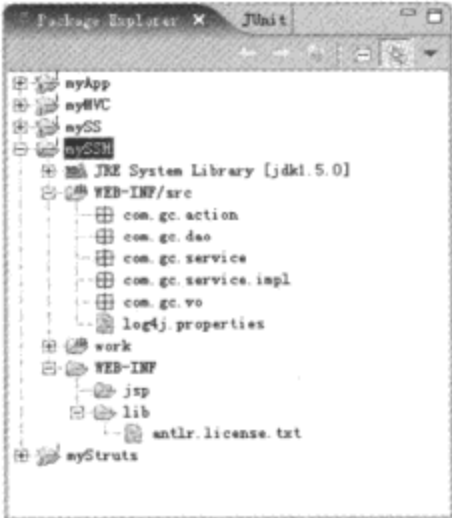 Package Explorer JUnit
myApp
myMVC
mySS
mySSH
JRE System Library [jdk1.5.0]
WEB-INF/src
com.gc.action
com.gc.dao
com.gc.service
com.gc.service.impl
com.gc.vo
log4j.properties
work
WEB-INF
jsp
lib
antlr.license.txt
myStruts